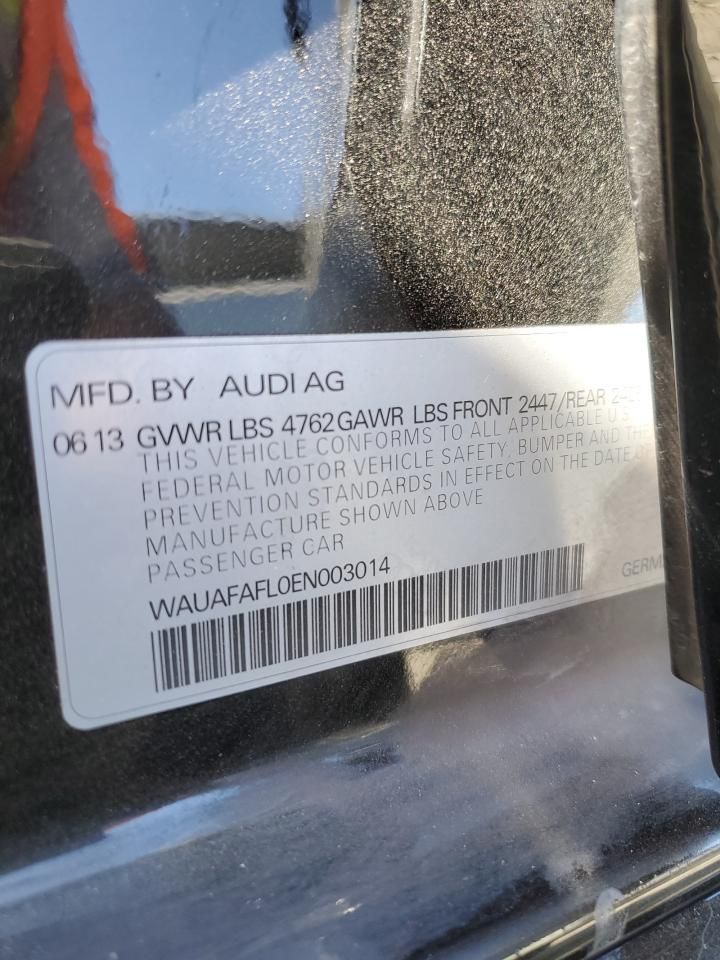 MFD. BY AUDI AG
06 13 GVWR LBS 4762 GAWR LBS FRONT 2447/REAR
THIS VEHICLE CONFORMS TO ALL APPLICABLE U.S.
FEDERAL MOTOR VEHICLE SAFETY, BUMPER AND THE
PREVENTION STANDARDS IN EFFECT ON THE DATE
MANUFACTURE SHOWN ABOVE
PASSENGER CAR
WAUAFAFL0EN003014
GERM